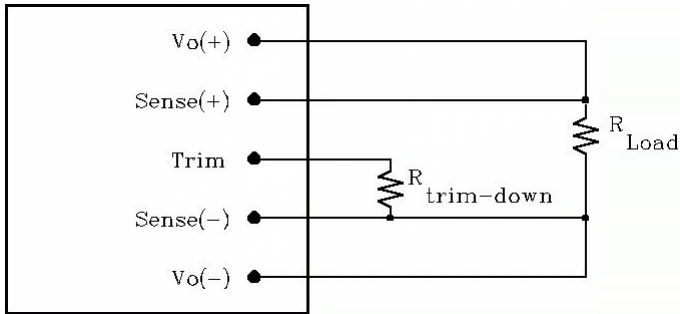 Vo(+)
Sense(+)
R
Load
Trim
R
trim-down
Sense(-)
Vo(-)